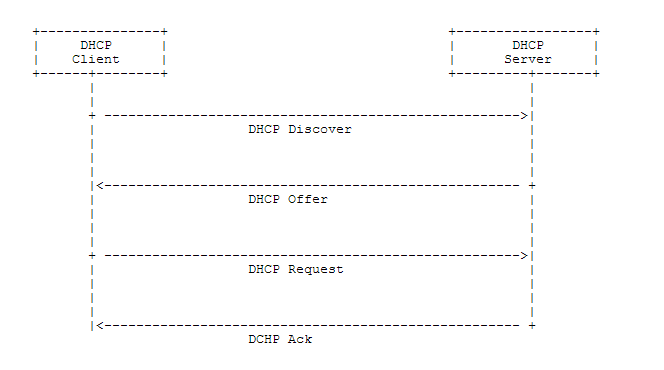 DHCP
Client
DHCP
Server
DHCP Discover
DHCP Offer
DHCP Request
DCHP Ack